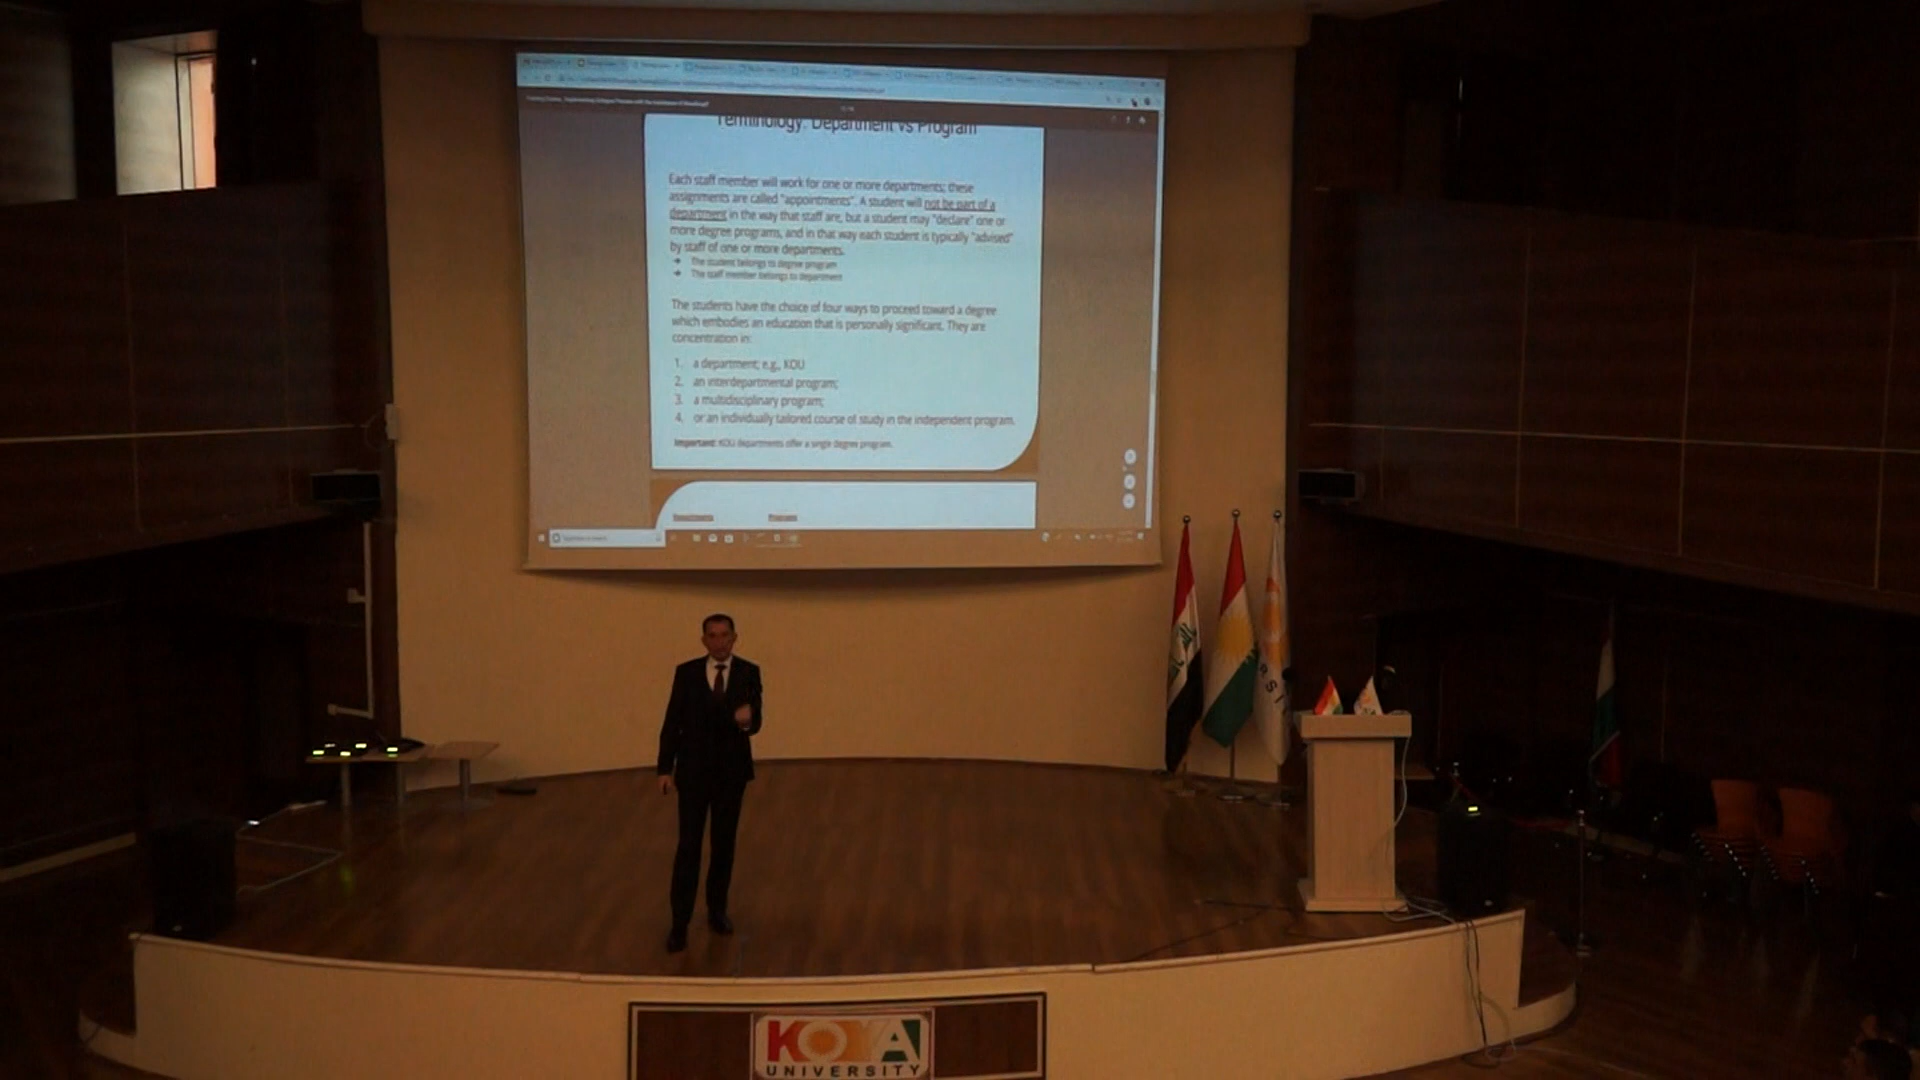 Terminology: Department vs Program
Each staff member will work for one or more departments; these
assignments are called "appointments". A student will not be part of a
department in the way that staff are, but a student may "declare" one or
more degree programs, and in that way each student is typically "advised"
by staff of one or more departments.
➔ The student belongs to degree program
➔ The staff member belongs to department
The students have the choice of four ways to proceed toward a degree
which embodies an education that is personally significant. They are
concentration in:
1. a department; e.g., KOU
2. an interdepartmental program;
3. a multidisciplinary program;
4. or an individually tailored course of study in the independent program.
Important: KOU departments offer a single degree program.
Departments Programs
KOYA
UNIVERSITY